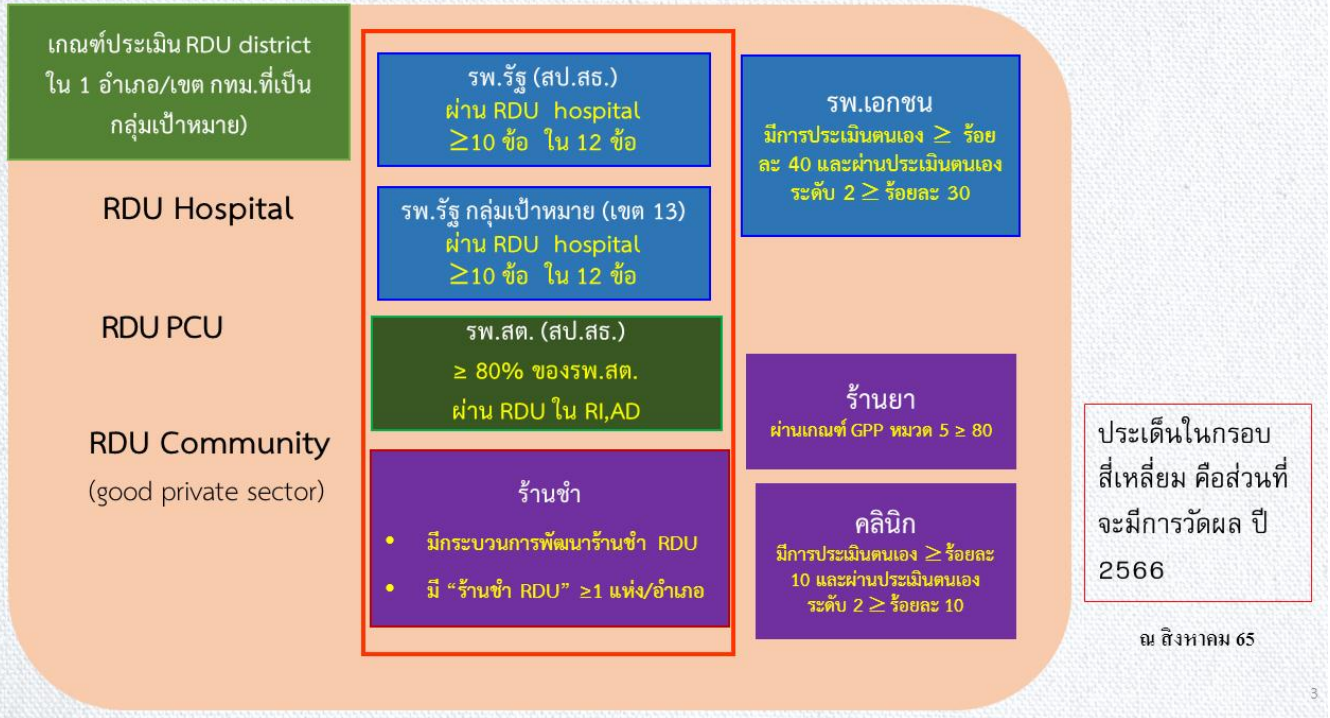 เกณฑ์ประเมิน RDU district
ใน 1 อำเภอ/เขต กทม.ที่เป็น
กลุ่มเป้าหมาย)
รพ.รัฐ (สป.สธ.)
ผ่าน RDU hospital
≥10 ข้อ ใน 12 ข้อ
รพ.เอกชน
มีการประเมินตนเอง ≥ ร้อย
ละ 40 และผ่านประเมินตนเอง
ระดับ 2 ≥ ร้อยละ 30
RDU Hospital
รพ.รัฐ กลุ่มเป้าหมาย (เขต 13)
ผ่าน RDU hospital
≥10 ข้อ ใน 12 ข้อ
RDU PCU
รพ.สต. (สป.สธ.)
≥ 80% ของรพ.สต.
ผ่าน RDU ใน RI,AD
ร้านยา
ผ่านเกณฑ์ GPP หมวด 5 ≥ 80
RDU Community
(good private sector)
ร้านชำ
• มีกระบวนการพัฒนาร้านชำ RDU
• มี “ร้านชำ RDU” ≥1 แห่ง/อำเภอ
คลินิก
มีการประเมินตนเอง ≥ ร้อยละ
10 และผ่านประเมินตนเอง
ระดับ 2 ≥ ร้อยละ 10
ประเด็นในกรอบ
สี่เหลี่ยม คือส่วนที่
จะมีการวัดผล ปี
2566
ณ สิงหาคม 65
3